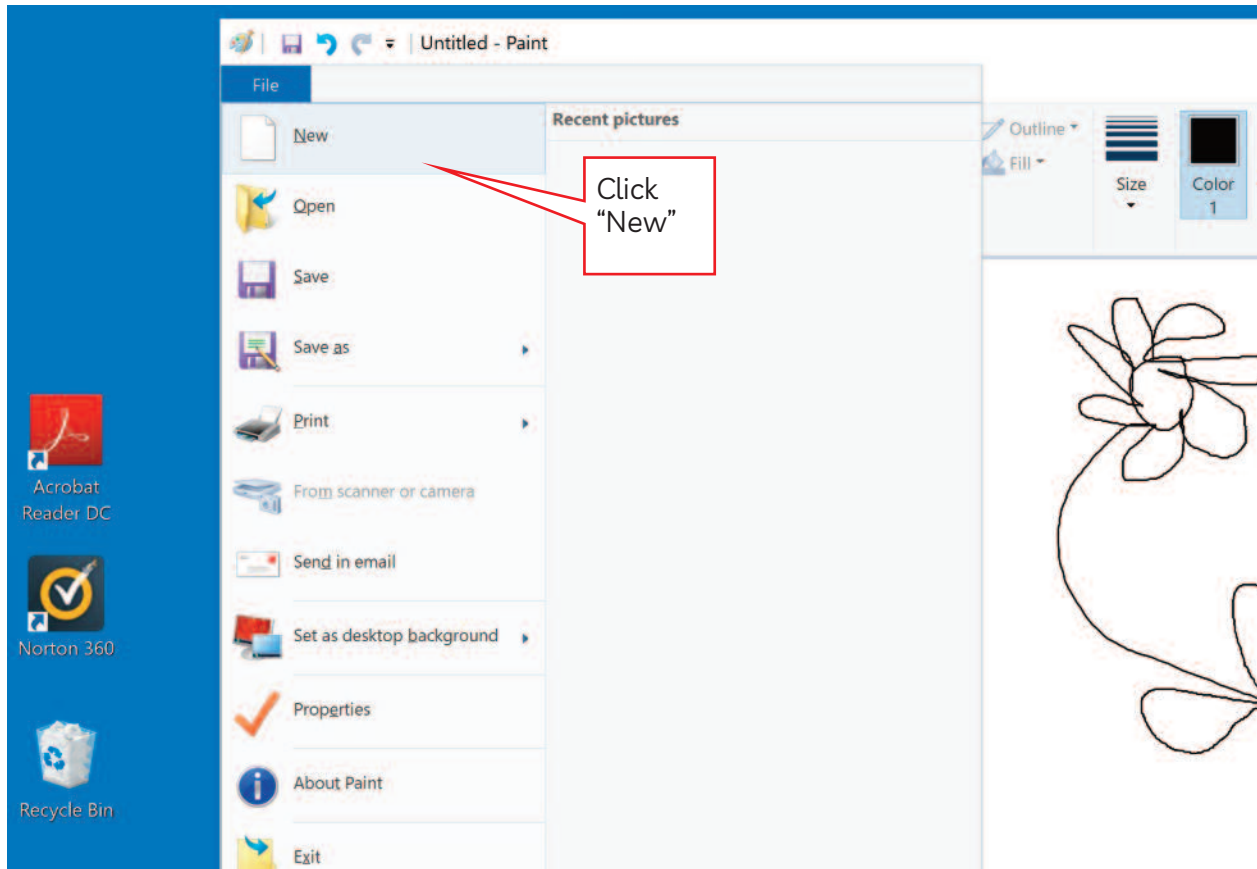 Untitled - Paint
File
New
Open
Save
Save as
Print
From scanner or camera
Send in email
Set as desktop background
Properties
About Paint
Exit
Recent pictures
Click
“New”
Outline
Fill
Size
Color
1
Acrobat
Reader DC
Norton 360
Recycle Bin